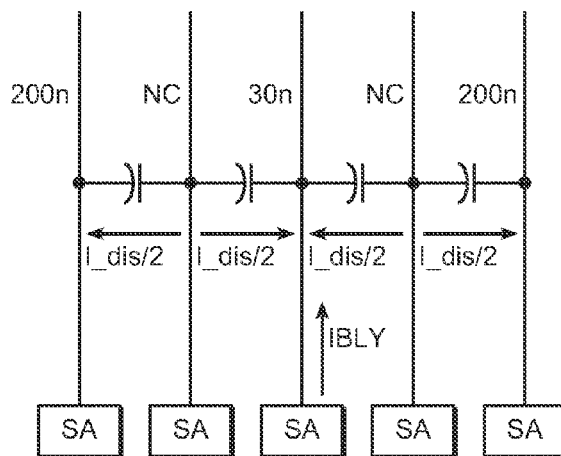 200n NC 30n NC 200n
I_dis/2 I_dis/2 I_dis/2 I_dis/2
IBLY
SA SA SA SA SA